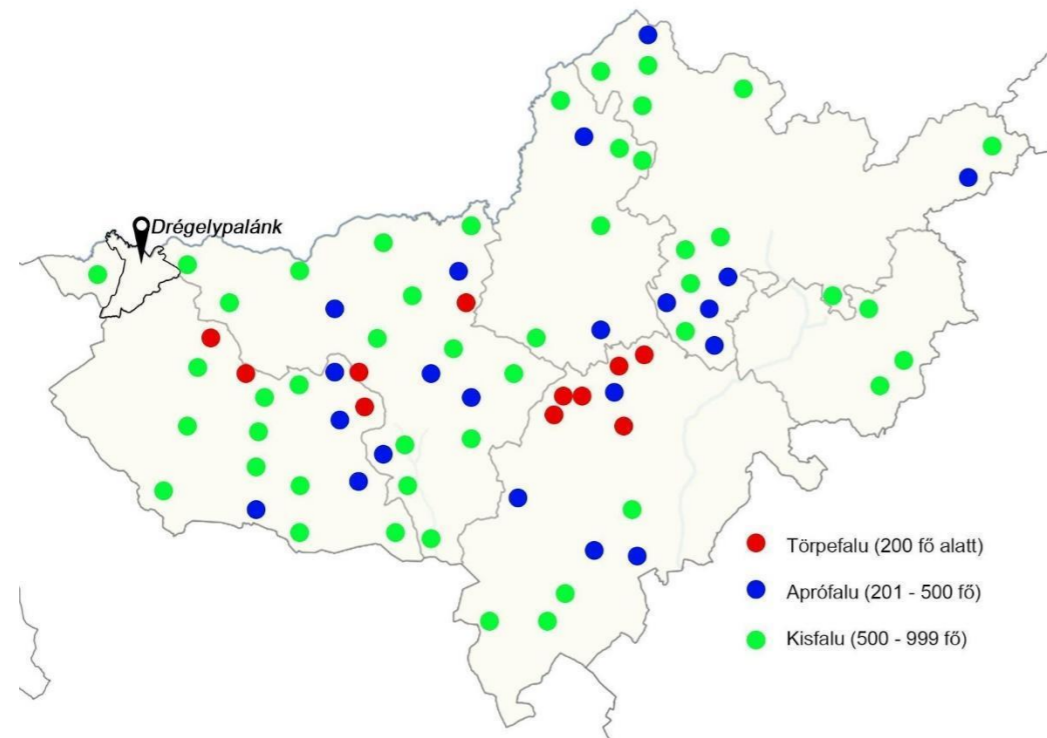 Drégelypalánk
Törpefalu (200 fő alatt)
Aprófalu (201 - 500 fő)
Kisfalu (500 - 999 fő)